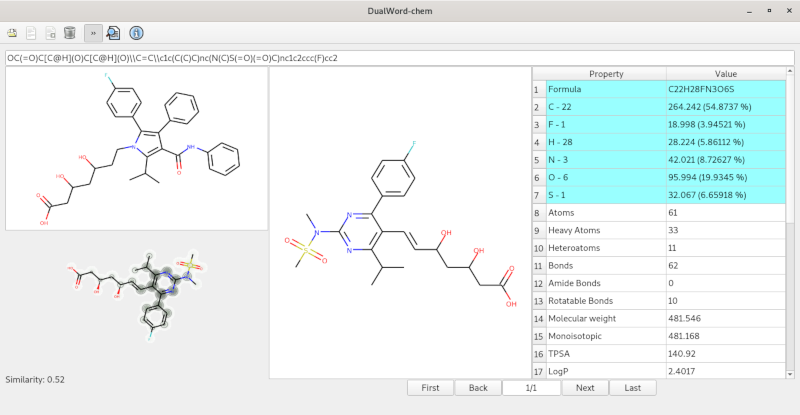 DualWord-chem
OC(=O)C[C@H](O)C[C@H](O)\\C=C\\c1c(C(C)C)nc(N(C)S(=O)(=O)C)nc1c2ccc(F)cc2
F
N
NH
O
HO
HO
O
OH
F
N
N
N
S
O
O
OH
OH
O
OH
Property Value
1 Formula C22H28FN3O6S
2 C - 22 264.242 (54.8737 %)
3 F - 1 18.998 (3.94521 %)
4 H - 28 28.224 (5.86112 %)
5 N - 3 42.021 (8.72627 %)
6 O - 6 95.994 (19.9345 %)
7 S - 1 32.067 (6.65918 %)
8 Atoms 61
9 Heavy Atoms 33
10 Heteroatoms 11
11 Bonds 62
12 Amide Bonds 0
13 Rotatable Bonds 10
14 Molecular weight 481.546
15 Monoisotopic 481.168
16 TPSA 140.92
17 LogP 2.4017
Similarity: 0.52
First Back 1/1 Next Last